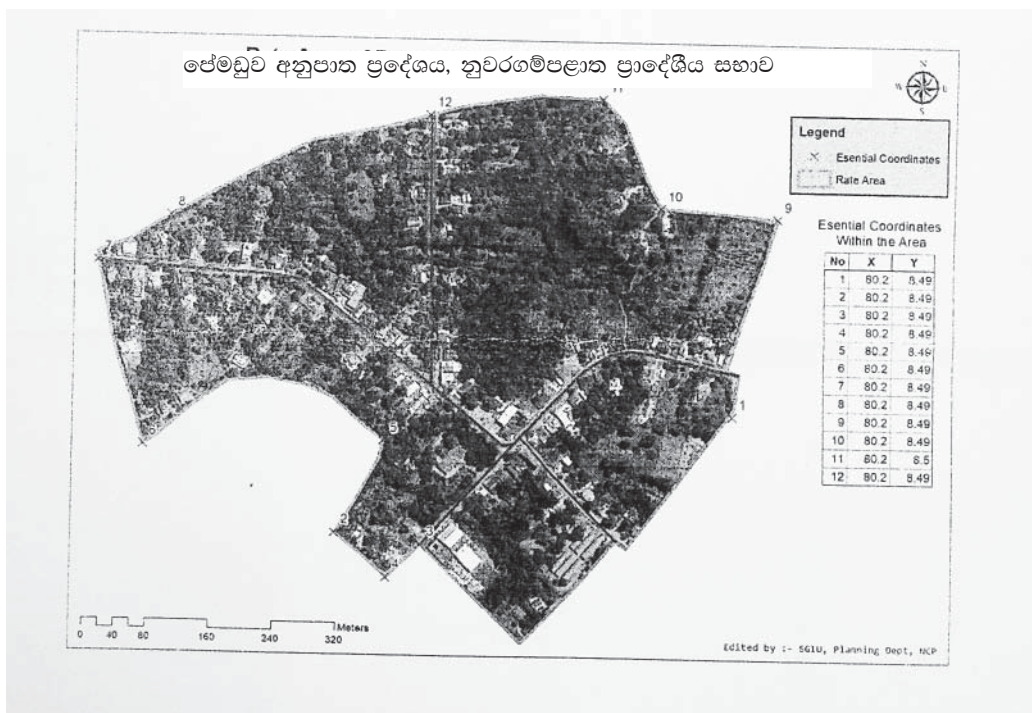 පේමඩුව අනුපාත ප්‍රදේශය, නුවරගම්පළාත ප්‍රාදේශීය සභාව
N
W E
S
Legend
Esential Coordinates
Rate Area
Esential Coordinates
Within the Area
No X Y
1 80.2 8.49
2 80.2 8.49
3 80.2 8.49
4 80.2 8.49
5 80.2 8.49
6 80.2 8.49
7 80.2 8.49
8 80.2 8.49
9 80.2 8.49
10 80.2 8.49
11 80.2 8.5
12 80.2 8.49
12
10
9
8
7
4
1
5
6
2
3
Meters
0 40 80 160 240 320
Edited by :- SGIU, Planning Dept, NCP